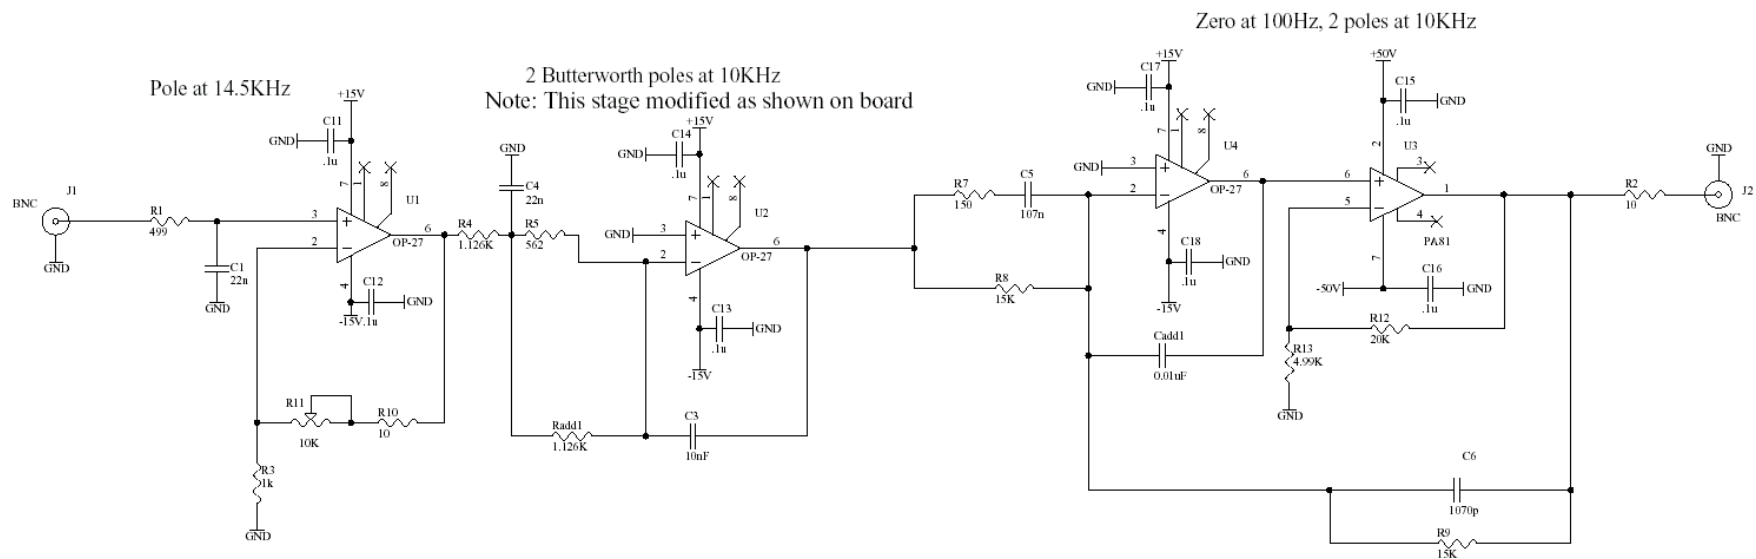 Zero at 100Hz, 2 poles at 10KHz
2 Butterworth poles at 10KHz
Note: This stage modified as shown on board
Pole at 14.5KHz
J1
BNC
GND
R1
499
C1
22n
GND
+15V
C11
GND
.1u
7
1
8
U1
3
2
6
OP-27
4
C12
GND
-15V
.1u
R11
10K
R10
10
R3
1k
GND
R4
1.126K
GND
C4
22n
R5
562
+15V
C14
GND
.1u
7
1
8
U2
GND
3
2
6
OP-27
4
C13
GND
.1u
-15V
Radd1
1.126K
C3
10nF
R7
150
C5
107n
R8
15K
+15V
C17
GND
.1u
7
1
8
U4
GND
3
2
6
OP-27
4
C18
GND
.1u
-15V
Cadd1
0.01uF
+50V
C15
GND
.1u
2
U3
3
6
5
1
4
PA81
7
C16
-50V
GND
.1u
R12
20K
R13
4.99K
GND
C6
1070p
R9
15K
R2
10
GND
J2
BNC